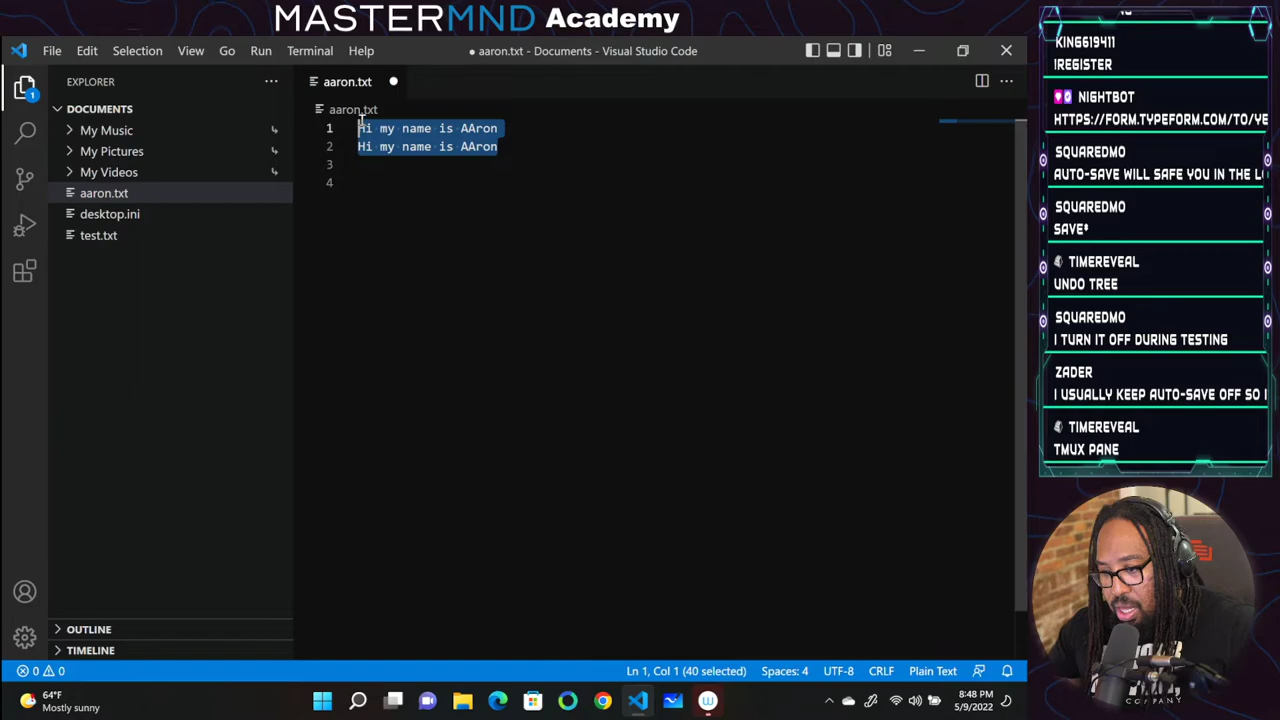 MASTERMND Academy
File Edit Selection View Go Run Terminal Help
● aaron.txt - Documents - Visual Studio Code
EXPLORER
aaron.txt
DOCUMENTS
aaron.txt
My Music
My Pictures
My Videos
aaron.txt
desktop.ini
test.txt
1 Hi my name is AAron
2 Hi my name is AAron
3
4
OUTLINE
TIMELINE
1
0 0
Ln 1, Col 1 (40 selected) Spaces: 4 UTF-8 CRLF Plain Text
64°F
Mostly sunny
8:48 PM
5/9/2022
KING619411
!REGISTER
NIGHTBOT
HTTPS://FORM.TYPEFORM.COM/TO/YE
SQUAREDMO
AUTO-SAVE WILL SAFE YOU IN THE
SQUAREDMO
SAVE*
TIMEREVEAL
UNDO TREE
SQUAREDMO
I TURN IT OFF DURING TESTING
ZADER
I USUALLY KEEP AUTO-SAVE OFF SO
TIMEREVEAL
TMUX PANE
COMPANY